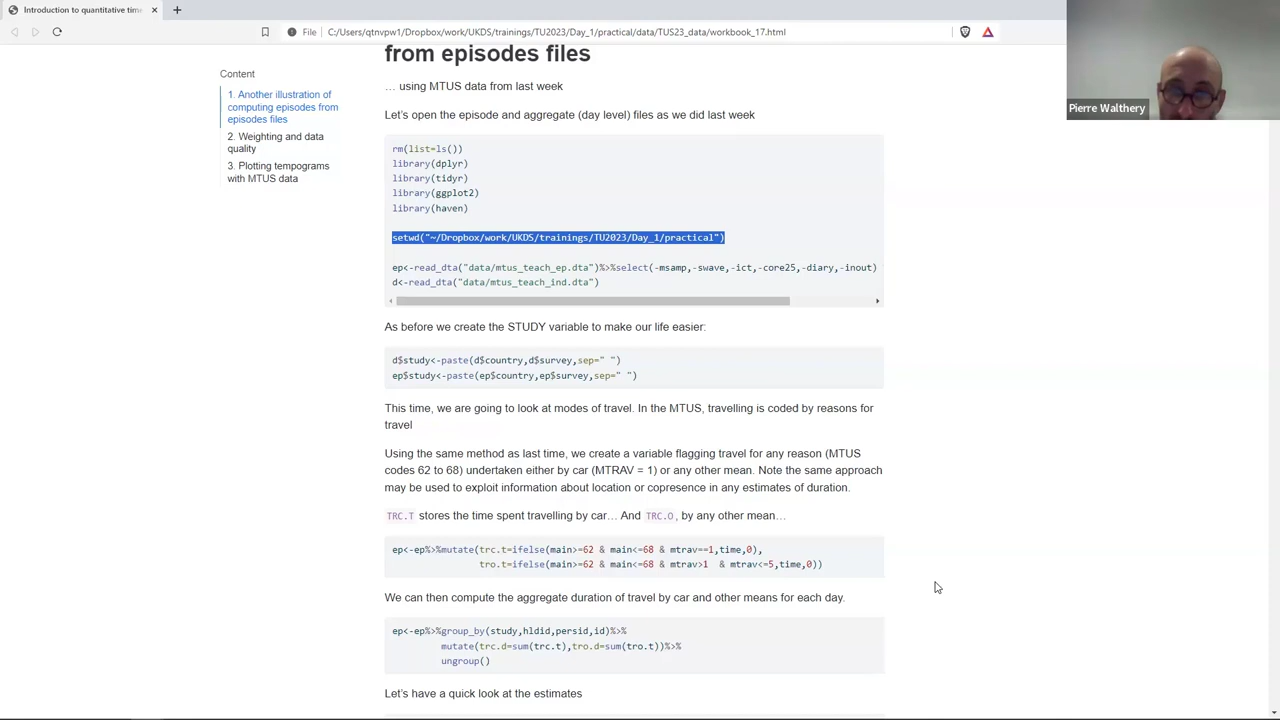 Introduction to quantitative tim
File
C:/Users/qtnvpw1/Dropbox/work/UKDS/trainings/TU2023/Day_1/practical/data/TUS23_data/workbook_17.html
Pierre Walthery
Content
1. Another illustration of
computing episodes from
episodes files
2. Weighting and data
quality
3. Plotting tempograms
with MTUS data
from episodes files
… using MTUS data from last week
Let's open the episode and aggregate (day level) files as we did last week
rm(list=ls())
library(dplyr)
library(tidyr)
library(ggplot2)
library(haven)
setwd("~/Dropbox/work/UKDS/trainings/TU2023/Day_1/practical")
ep<-read_dta("data/mtus_teach_ep.dta")%>%select(-msamp,-swave,-ict,-core25,-diary,-inout)
d<-read_dta("data/mtus_teach_ind.dta")
As before we create the STUDY variable to make our life easier:
d$study<-paste(d$country,d$survey,sep=" ")
ep$study<-paste(ep$country,ep$survey,sep=" ")
This time, we are going to look at modes of travel. In the MTUS, travelling is coded by reasons for
travel
Using the same method as last time, we create a variable flagging travel for any reason (MTUS
codes 62 to 68) undertaken either by car (MTRAV = 1) or any other mean. Note the same approach
may be used to exploit information about location or copresence in any estimates of duration.
TRC.T stores the time spent travelling by car… And TRC.O, by any other mean…
ep<-ep%>%mutate(trc.t=ifelse(main>=62 & main<=68 & mtrav==1,time,0),
tro.t=ifelse(main>=62 & main<=68 & mtrav>1 & mtrav<=5,time,0))
We can then compute the aggregate duration of travel by car and other means for each day.
ep<-ep%>%group_by(study,hldid,persid,id)%>%
mutate(trc.d=sum(trc.t),tro.d=sum(tro.t))%>%
ungroup()
Let's have a quick look at the estimates